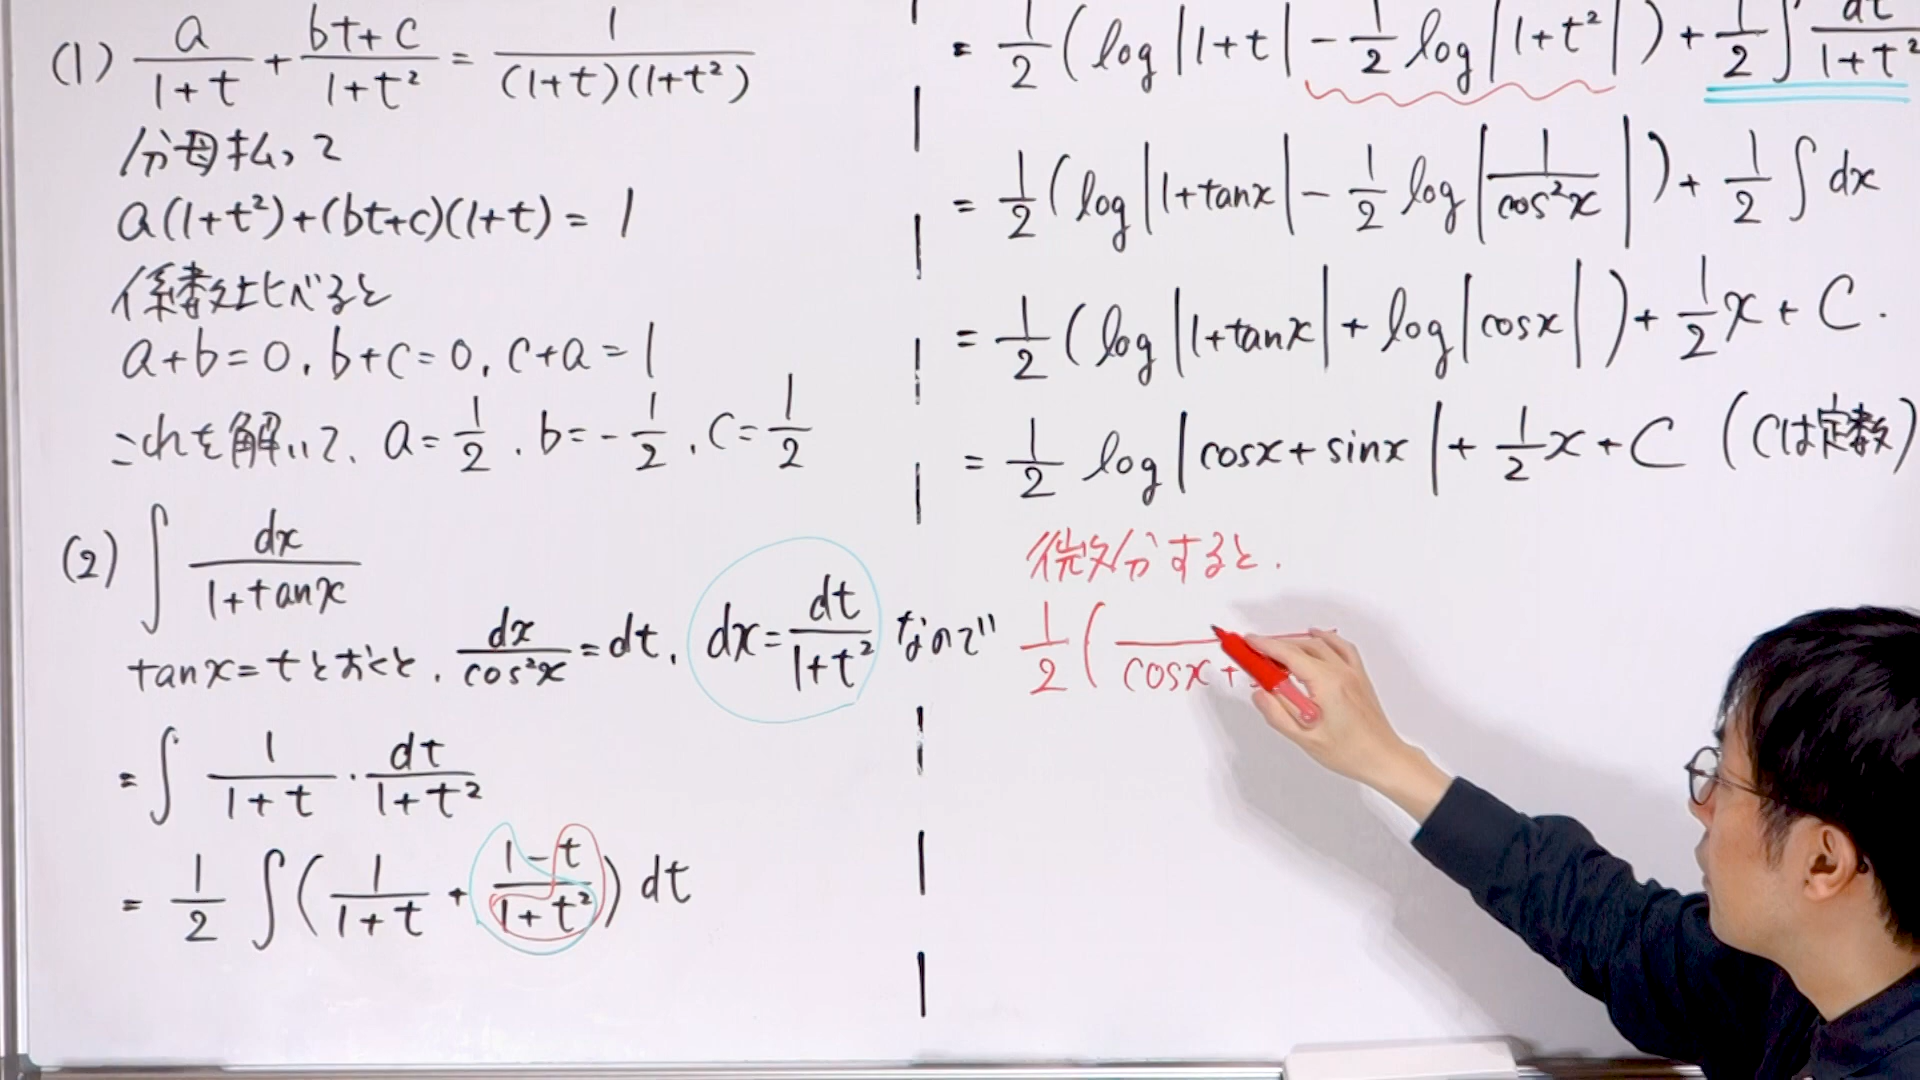 (1) a/(1+t) + (bt+c)/(1+t²) = 1/((1+t)(1+t²))
分母払って
a(1+t²)+(bt+c)(1+t) = 1
係数比べると
a+b=0, b+c=0, c+a=1
これを解いて、a=1/2, b=-1/2, c=1/2
(2) ∫ dx/(1+tanx)
tanx=tとおくと, dx/cos²x = dt, dx = dt/(1+t²) なので
= ∫ 1/(1+t) · dt/(1+t²)
= 1/2 ∫ ( 1/(1+t) + (1-t)/(1+t²) ) dt
= 1/2 ( log|1+t| - 1/2 log|1+t²| ) + 1/2 ∫ dt/(1+t²)
= 1/2 ( log|1+tanx| - 1/2 log|1/cos²x| ) + 1/2 ∫ dx
= 1/2 ( log|1+tanx| + log|cosx| ) + 1/2 x + C.
= 1/2 log|cosx+sinx| + 1/2 x + C (Cは定数)
微分すると.
1/2 ( /cosx+